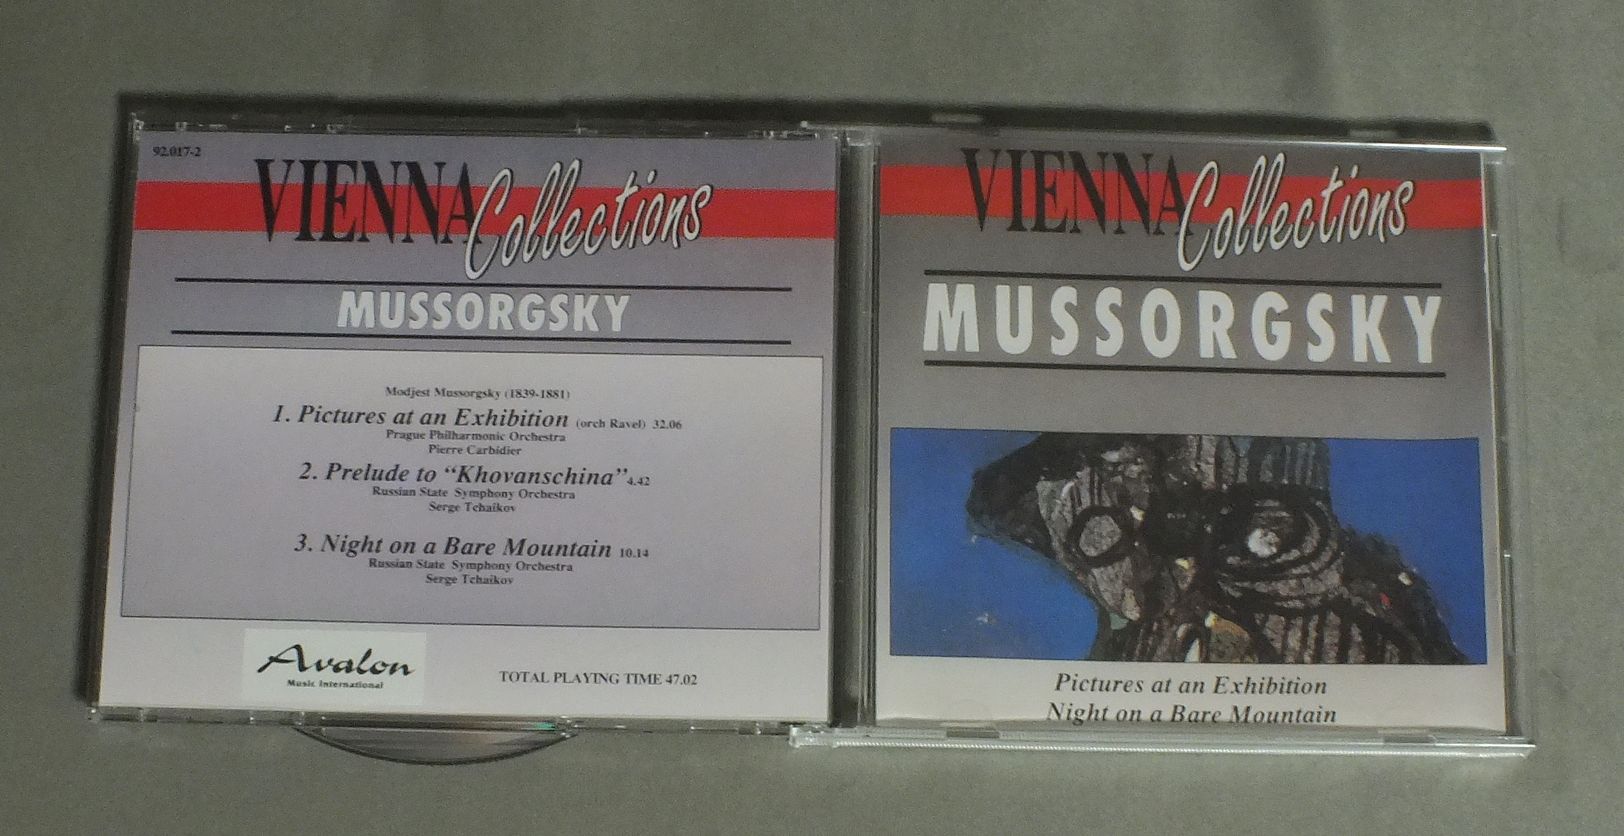 92.017-2
VIENNA Collections
MUSSORGSKY
Modjest Mussorgsky (1839-1881)
1. Pictures at an Exhibition (orch Ravel) 32.06
Prague Philharmonic Orchestra
Pierre Carbidier
2. Prelude to “Khovanschina” 4.42
Russian State Symphony Orchestra
Serge Tchaikov
3. Night on a Bare Mountain 10.14
Russian State Symphony Orchestra
Serge Tchaikov
Avalon
Music International
TOTAL PLAYING TIME 47.02
VIENNA Collections
MUSSORGSKY
Pictures at an Exhibition
Night on a Bare Mountain